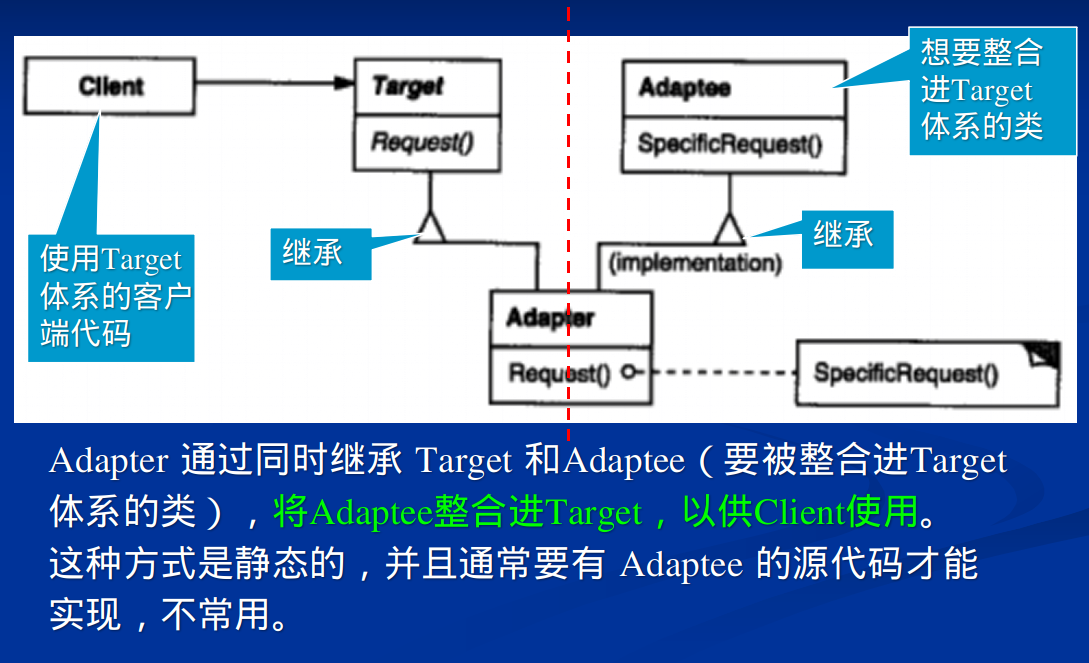 Client
Target
Request()
Adaptee
SpecificRequest()
想要整合
进Target
体系的类
使用Target
体系的客户
端代码
继承
继承
(implementation)
Adapter
Request()
SpecificRequest()
Adapter 通过同时继承 Target 和Adaptee（要被整合进Target
体系的类），将Adaptee整合进Target，以供Client使用。
这种方式是静态的，并且通常要有 Adaptee 的源代码才能
实现，不常用。